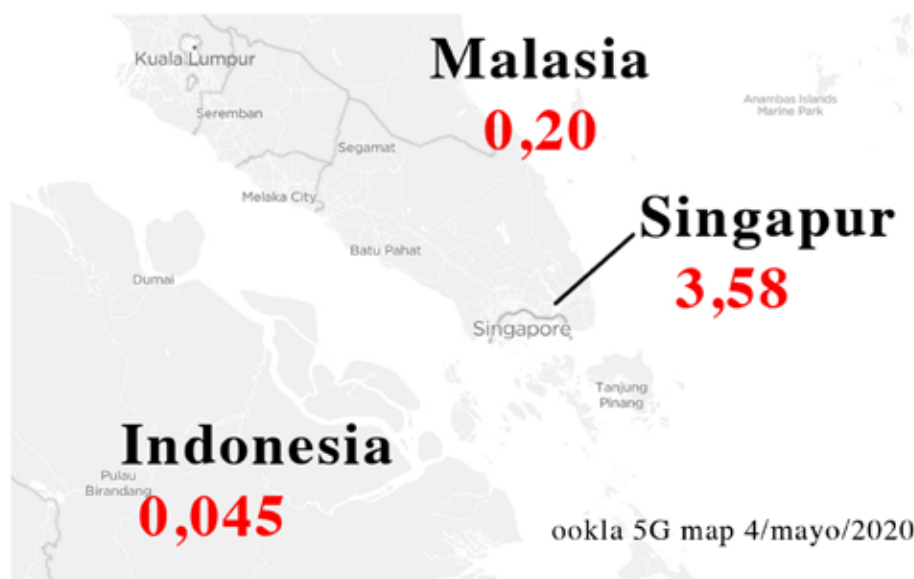 Kuala Lumpur
Malasia
0,20
Anambas Islands
Marine Park
Seremban
Segamat
Melaka City
Singapur
3,58
Batu Pahat
Dumai
Singapore
Tanjung
Pinang
Indonesia
0,045
Pulau
Birandang
ookla 5G map 4/mayo/2020